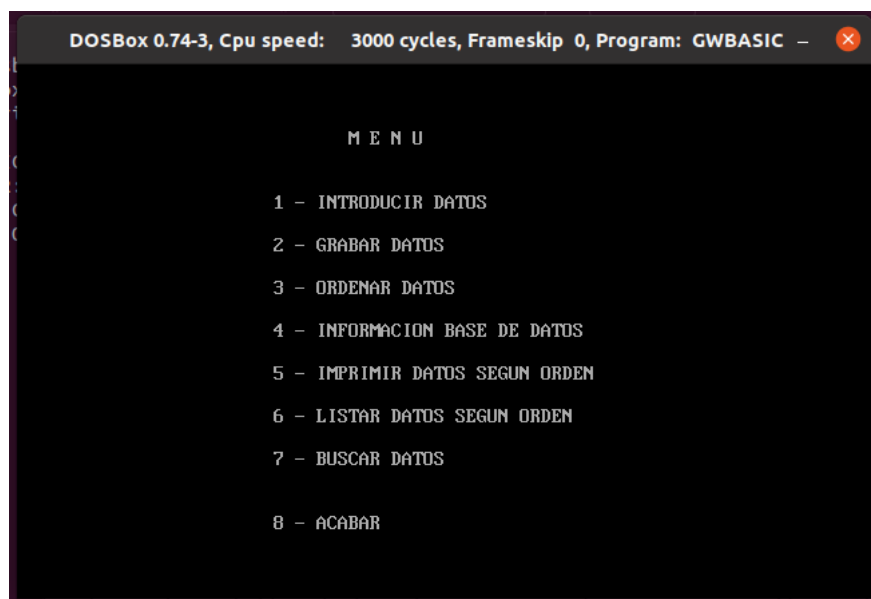 DOSBox 0.74-3, Cpu speed: 3000 cycles, Frameskip 0, Program: GWBASIC
M E N U
1 - INTRODUCIR DATOS
2 - GRABAR DATOS
3 - ORDENAR DATOS
4 - INFORMACION BASE DE DATOS
5 - IMPRIMIR DATOS SEGUN ORDEN
6 - LISTAR DATOS SEGUN ORDEN
7 - BUSCAR DATOS
8 - ACABAR